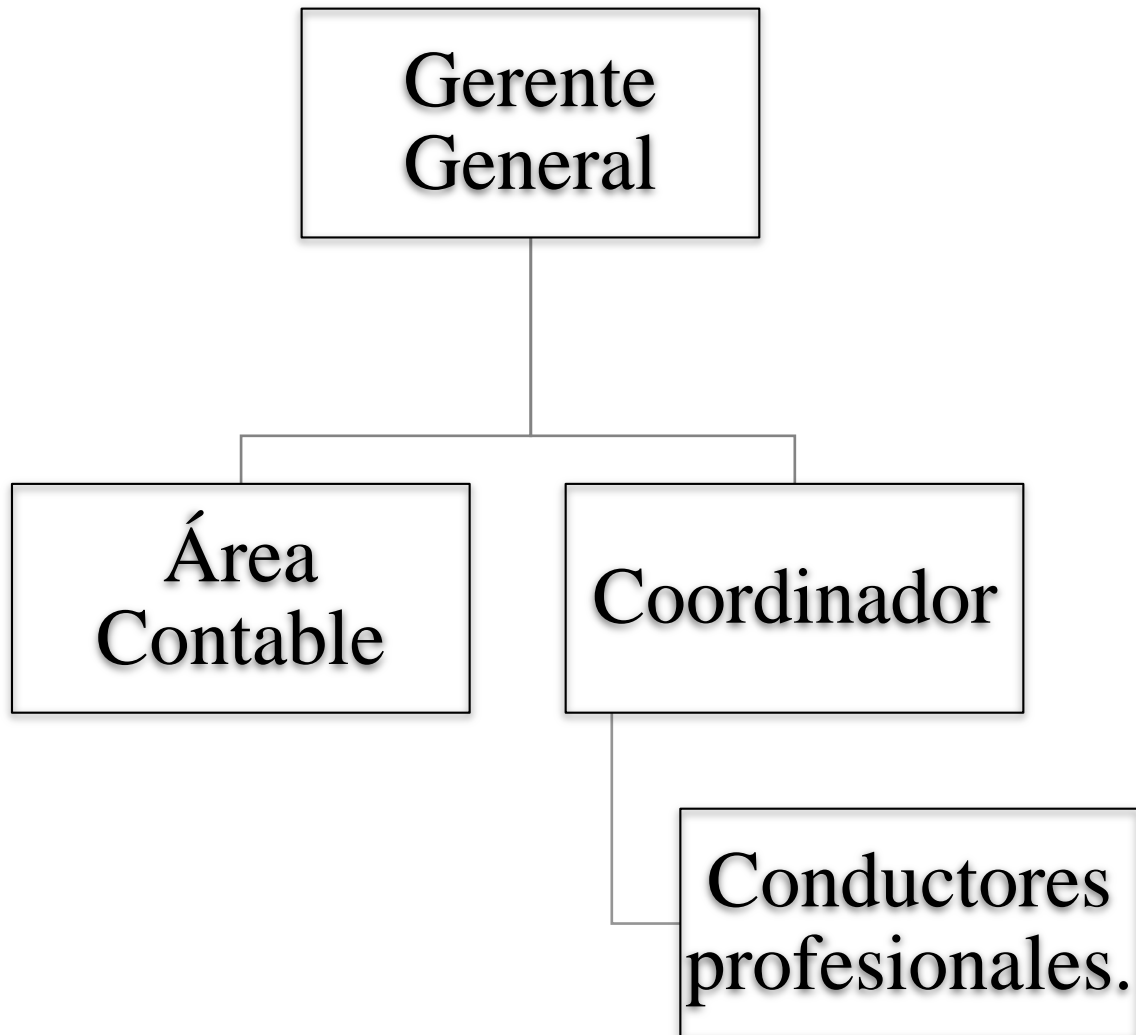 Gerente
General
Área
Contable
Coordinador
Conductores
profesionales.